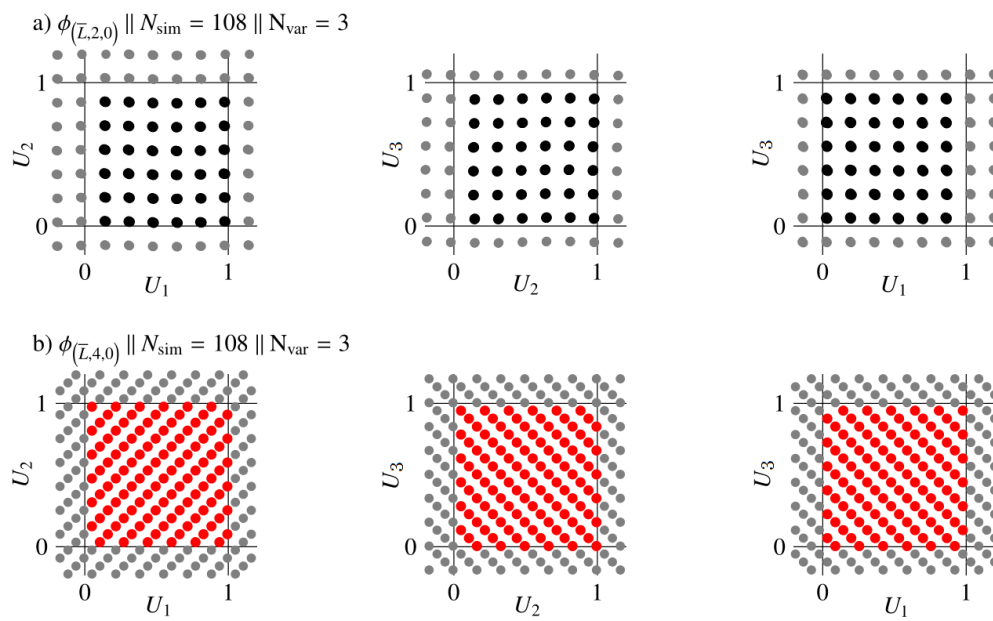 a) ϕ(L̅,2,0) || Nsim = 108 || Nvar = 3
U2
1
0
0
1
U1
U3
1
0
0
1
U2
U3
1
0
0
1
U1
b) ϕ(L̅,4,0) || Nsim = 108 || Nvar = 3
U2
1
0
0
1
U1
U3
1
0
0
1
U2
U3
1
0
0
1
U1